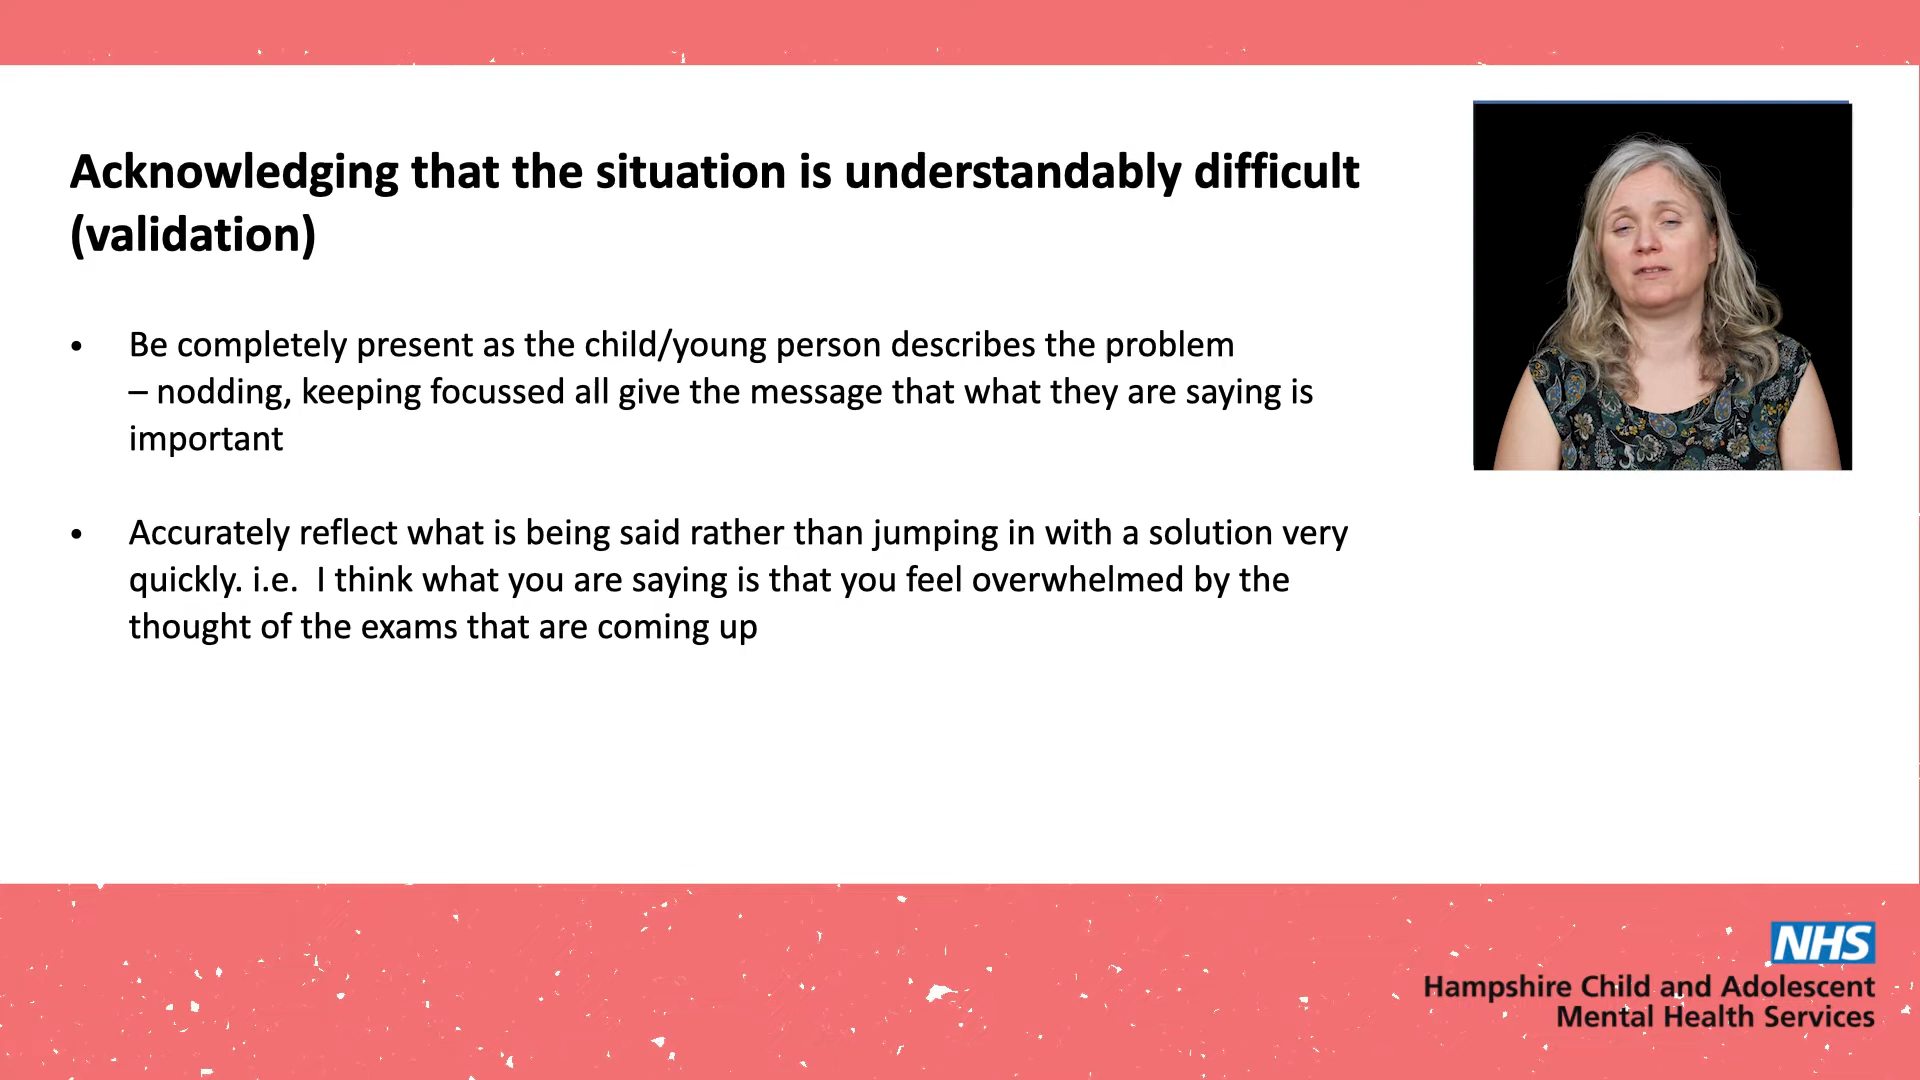 Acknowledging that the situation is understandably difficult
(validation)
• Be completely present as the child/young person describes the problem
– nodding, keeping focussed all give the message that what they are saying is
important
• Accurately reflect what is being said rather than jumping in with a solution very
quickly. i.e.  I think what you are saying is that you feel overwhelmed by the
thought of the exams that are coming up
NHS
Hampshire Child and Adolescent
Mental Health Services